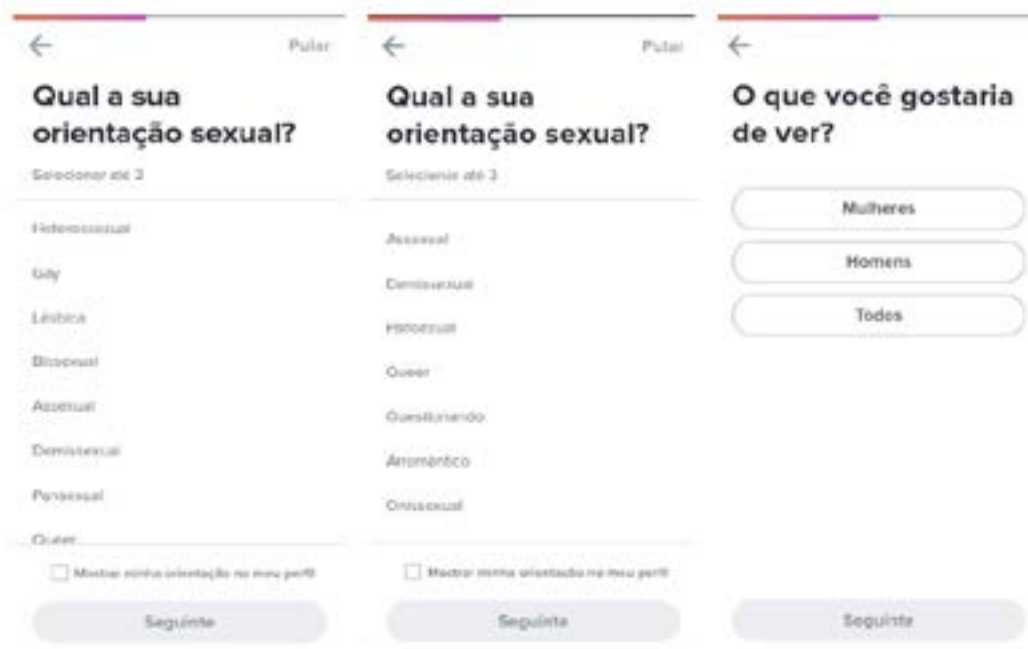 Pular
Qual a sua
orientação sexual?
Selecionar até 3
Heterossexual
Gay
Lésbica
Bissexual
Assexual
Demissexual
Pansexual
Queer
Mostrar minha orientação no meu perfil
Seguinte
Pular
Qual a sua
orientação sexual?
Selecionar até 3
Assexual
Demissexual
Pansexual
Queer
Questionando
Arromântico
Onissexual
Mostrar minha orientação no meu perfil
Seguinte
O que você gostaria
de ver?
Mulheres
Homens
Todos
Seguinte